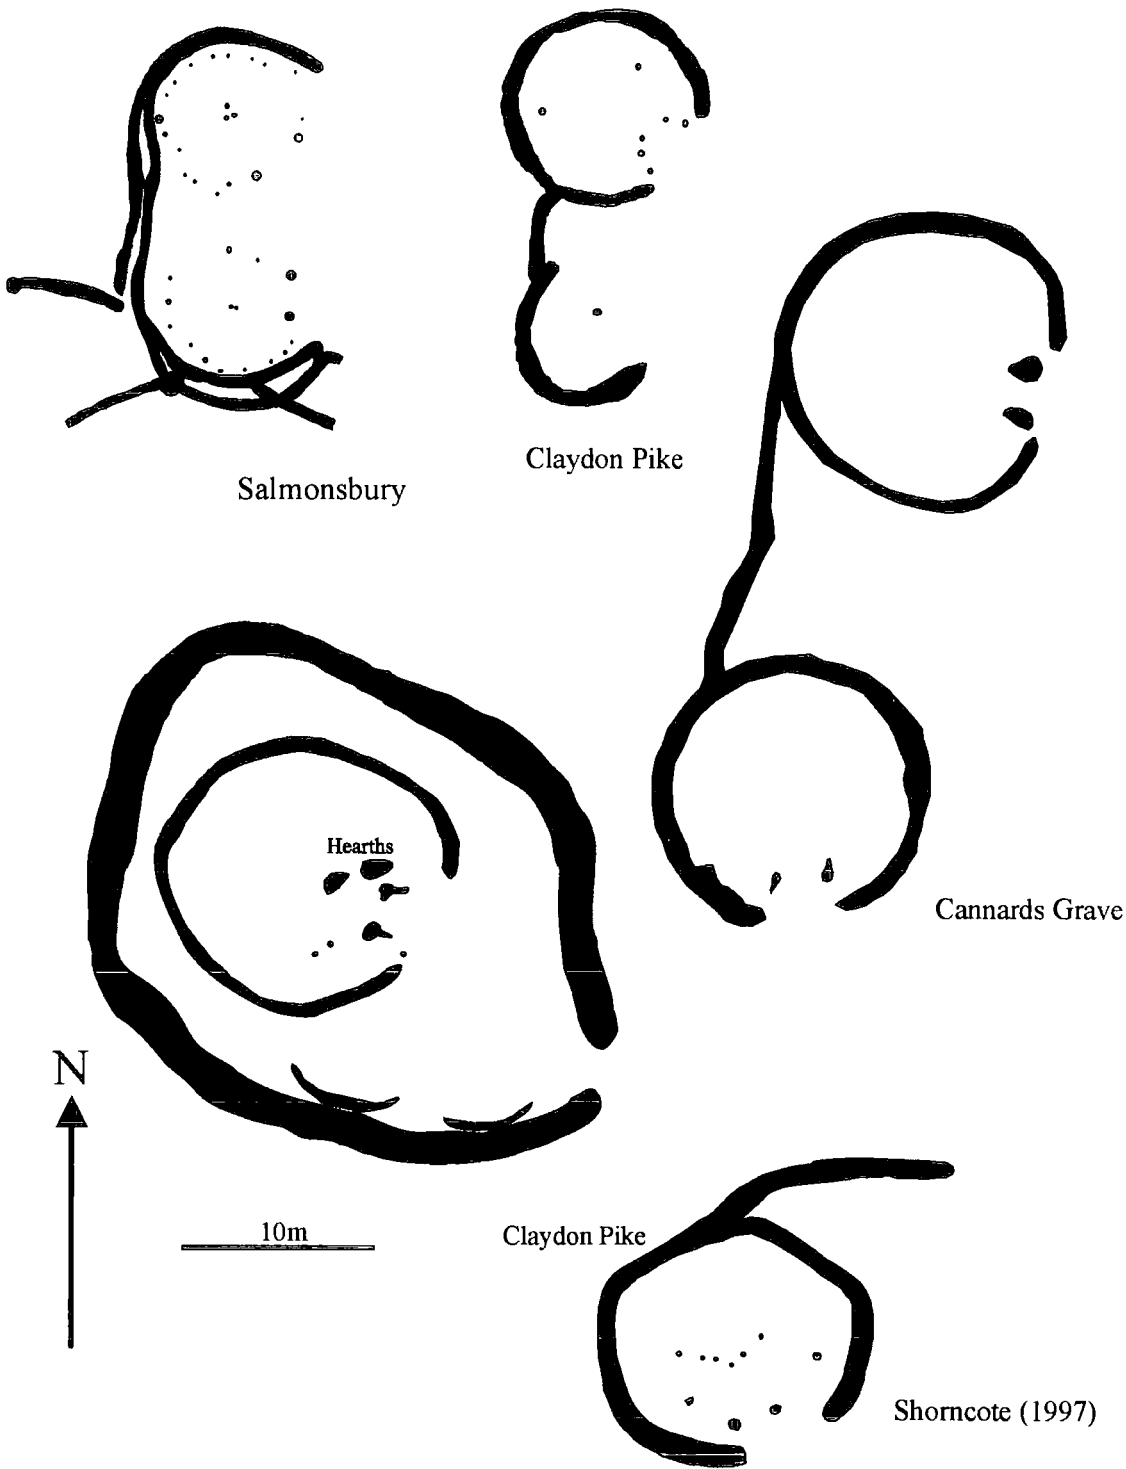 Claydon Pike
Salmonsbury
Hearths
Cannards Grave
N
10m
Claydon Pike
Shorncote (1997)